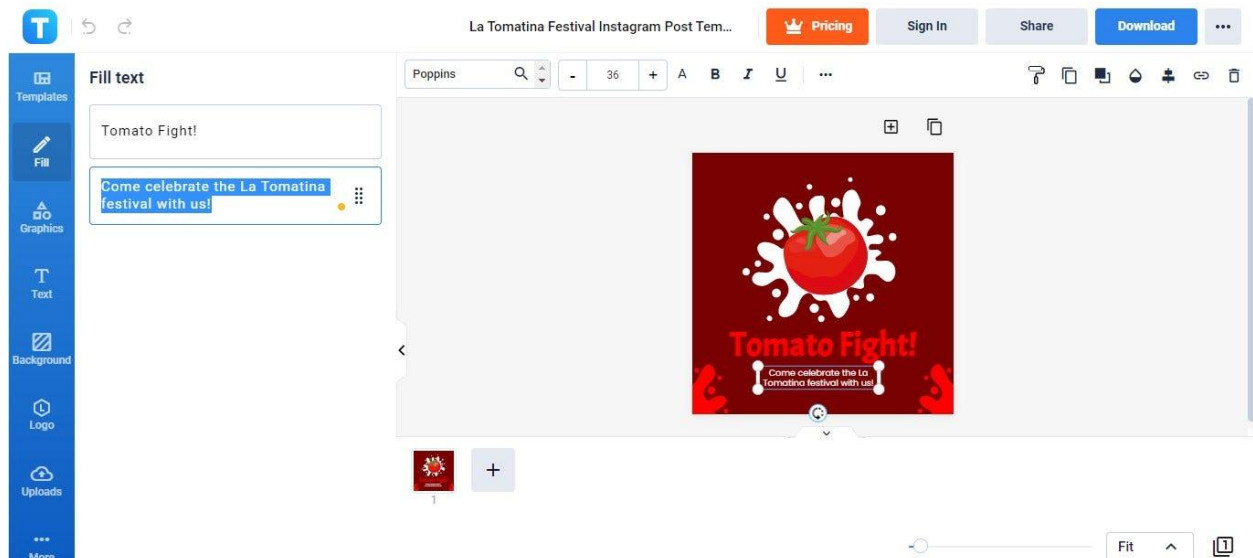 T
La Tomatina Festival Instagram Post Tem...
Pricing
Sign In
Share
Download
Templates
Fill
Graphics
T
Text
Background
L
Logo
Uploads
More
Fill text
Tomato Fight!
Come celebrate the La Tomatina
festival with us!
Poppins
- 36 + A B I U
Tomato Fight!
Come celebrate the La
Tomatina festival with us!
+
1
Fit
1